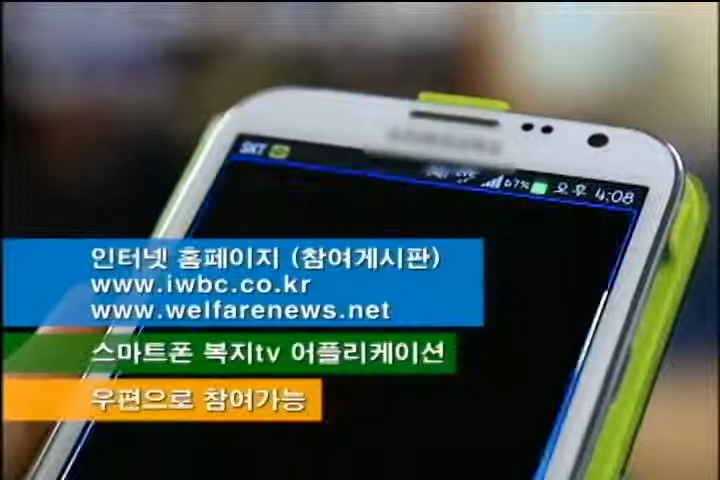 SKT
67% 오후 4:08
인터넷 홈페이지 (참여게시판)
www.iwbc.co.kr
www.welfarenews.net
스마트폰 복지tv 어플리케이션
우편으로 참여가능